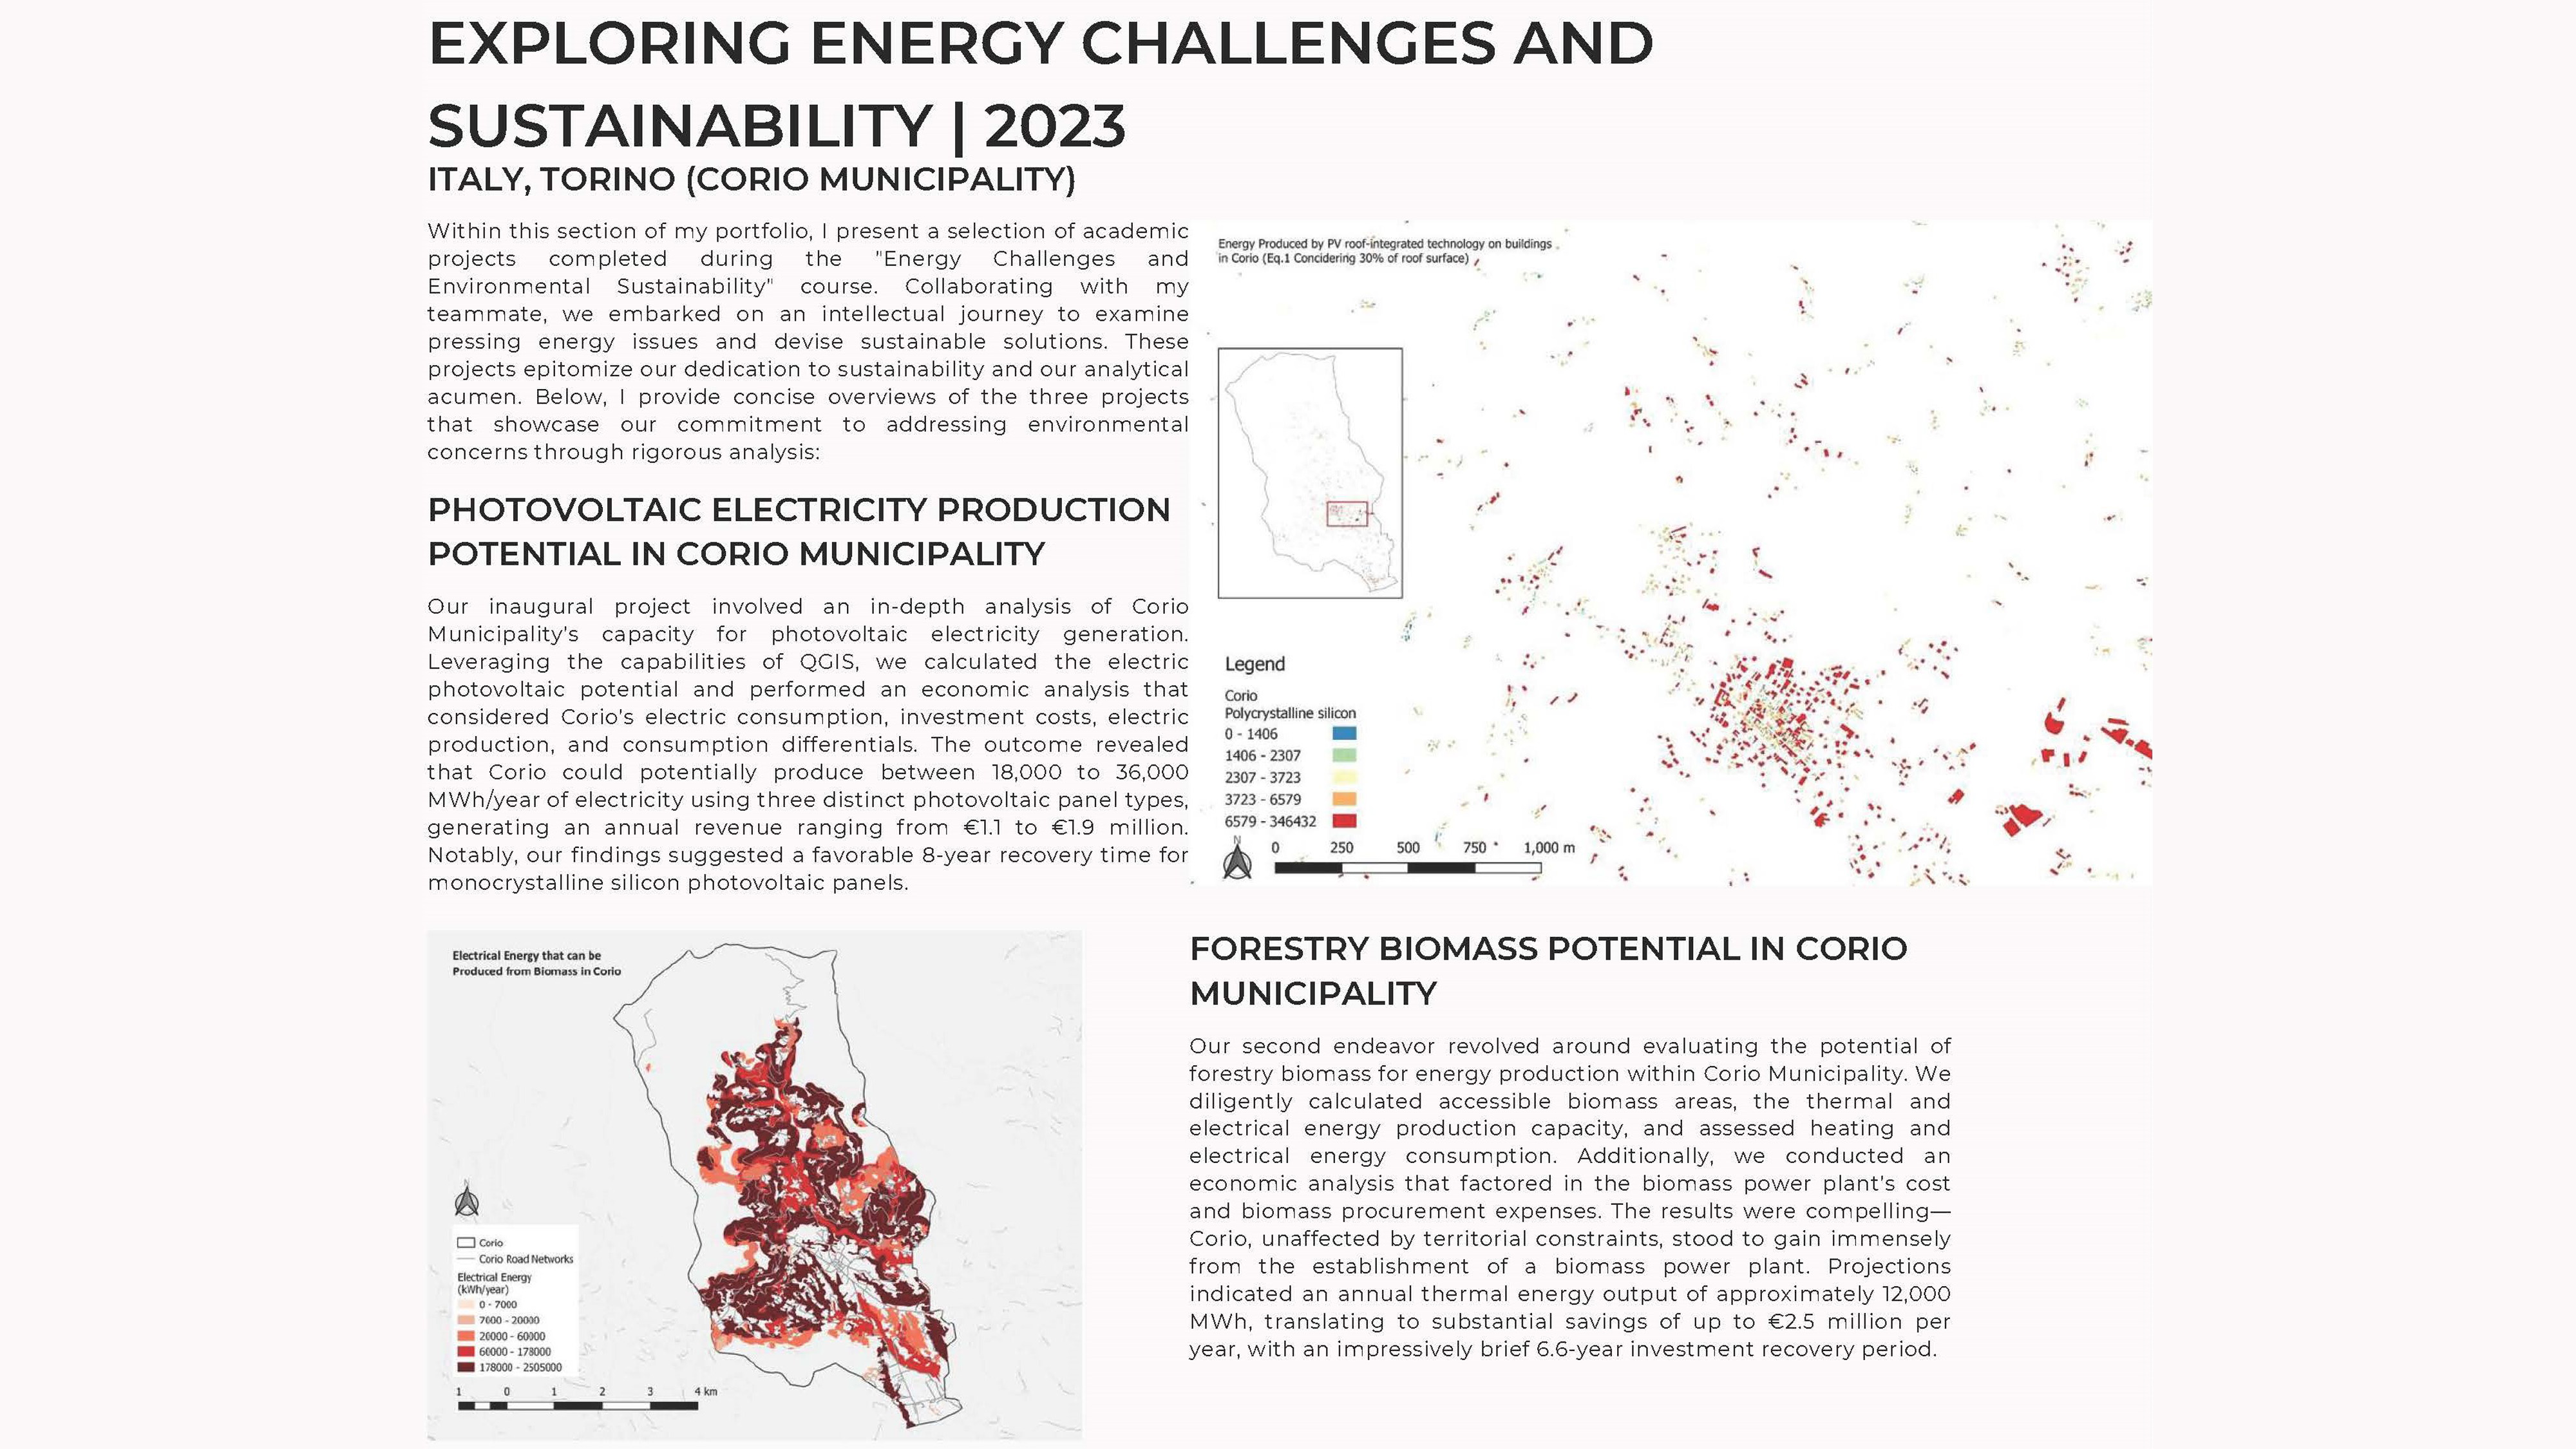 EXPLORING ENERGY CHALLENGES AND
SUSTAINABILITY | 2023
ITALY, TORINO (CORIO MUNICIPALITY)
Within this section of my portfolio, I present a selection of academic
projects completed during the "Energy Challenges and
Environmental Sustainability" course. Collaborating with my
teammate, we embarked on an intellectual journey to examine
pressing energy issues and devise sustainable solutions. These
projects epitomize our dedication to sustainability and our analytical
acumen. Below, I provide concise overviews of the three projects
that showcase our commitment to addressing environmental
concerns through rigorous analysis:
PHOTOVOLTAIC ELECTRICITY PRODUCTION
POTENTIAL IN CORIO MUNICIPALITY
Our inaugural project involved an in-depth analysis of Corio
Municipality's capacity for photovoltaic electricity generation.
Leveraging the capabilities of QGIS, we calculated the electric
photovoltaic potential and performed an economic analysis that
considered Corio's electric consumption, investment costs, electric
production, and consumption differentials. The outcome revealed
that Corio could potentially produce between 18,000 to 36,000
MWh/year of electricity using three distinct photovoltaic panel types,
generating an annual revenue ranging from €1.1 to €1.9 million.
Notably, our findings suggested a favorable 8-year recovery time for
monocrystalline silicon photovoltaic panels.
Energy Produced by PV roof-integrated technology on buildings
in Corio (Eq.1 Concidering 30% of roof surface)
Legend
Corio
Polycrystalline silicon
0 - 1406
1406 - 2307
2307 - 3723
3723 - 6579
6579 - 346432
N
0 250 500 750 1,000 m
Electrical Energy that can be
Produced from Biomass in Corio
N
Corio
Corio Road Networks
Electrical Energy
(kWh/year)
0 - 7000
7000 - 20000
20000 - 60000
60000 - 178000
178000 - 2505000
1 0 1 2 3 4 km
FORESTRY BIOMASS POTENTIAL IN CORIO
MUNICIPALITY
Our second endeavor revolved around evaluating the potential of
forestry biomass for energy production within Corio Municipality. We
diligently calculated accessible biomass areas, the thermal and
electrical energy production capacity, and assessed heating and
electrical energy consumption. Additionally, we conducted an
economic analysis that factored in the biomass power plant's cost
and biomass procurement expenses. The results were compelling—
Corio, unaffected by territorial constraints, stood to gain immensely
from the establishment of a biomass power plant. Projections
indicated an annual thermal energy output of approximately 12,000
MWh, translating to substantial savings of up to €2.5 million per
year, with an impressively brief 6.6-year investment recovery period.